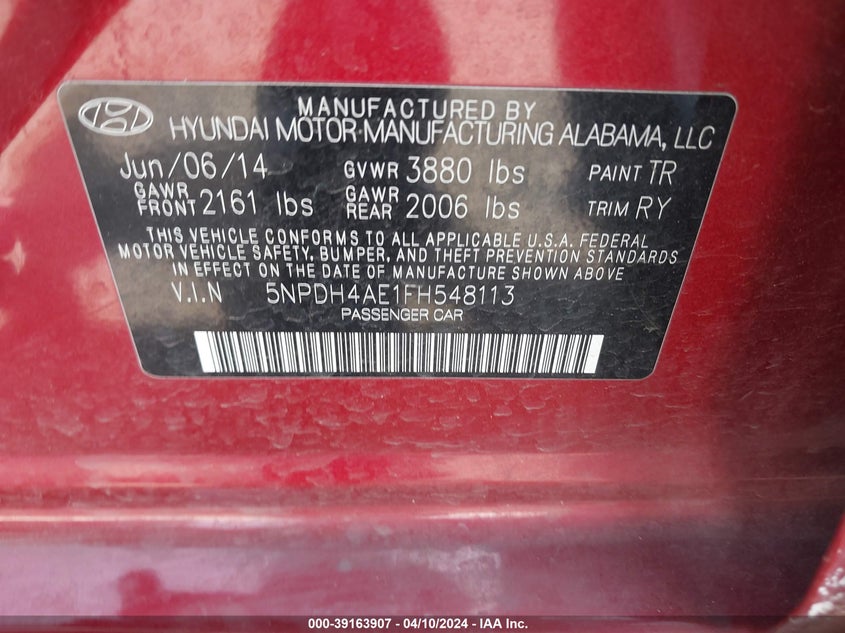 MANUFACTURED BY
HYUNDAI MOTOR MANUFACTURING ALABAMA, LLC
Jun/06/14 GVWR 3880 lbs PAINT TR
GAWR FRONT 2161 lbs GAWR REAR 2006 lbs TRIM RY
THIS VEHICLE CONFORMS TO ALL APPLICABLE U.S.A. FEDERAL
MOTOR VEHICLE SAFETY, BUMPER, AND THEFT PREVENTION STANDARDS
IN EFFECT ON THE DATE OF MANUFACTURE SHOWN ABOVE
V.I.N 5NPDH4AE1FH548113
PASSENGER CAR
000-39163907 - 04/10/2024 - IAA Inc.